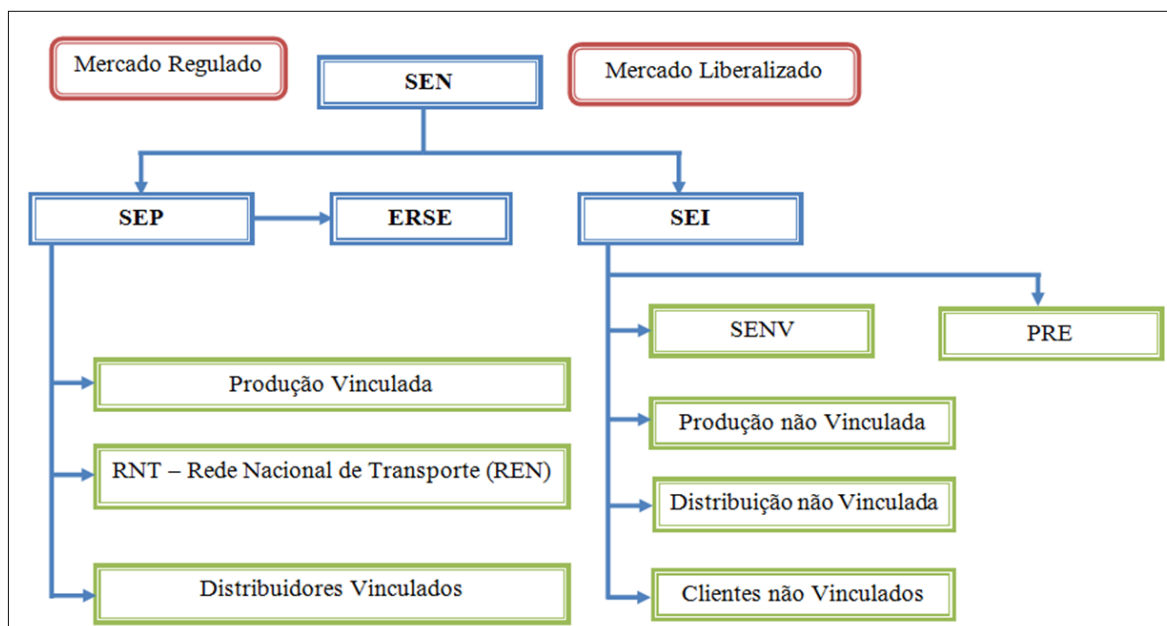 Mercado Regulado
SEN
Mercado Liberalizado
SEP
ERSE
SEI
SENV
PRE
Produção Vinculada
Produção não Vinculada
RNT – Rede Nacional de Transporte (REN)
Distribuição não Vinculada
Distribuidores Vinculados
Clientes não Vinculados